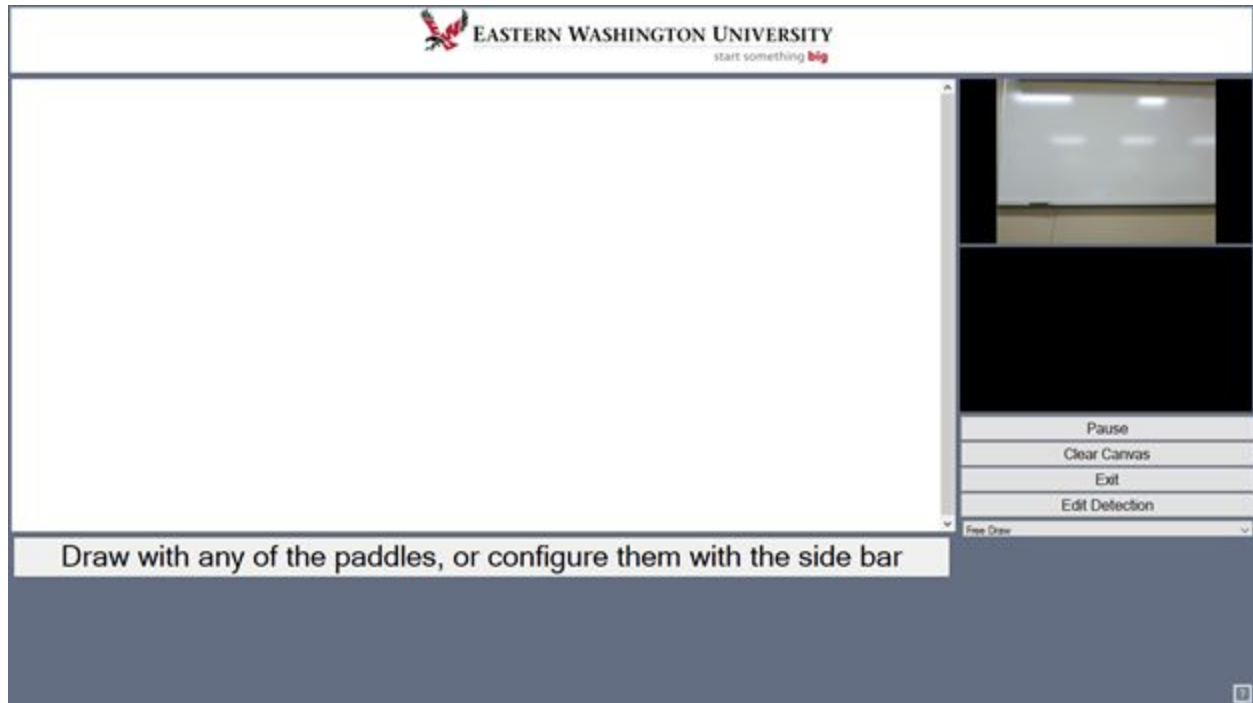 EASTERN WASHINGTON UNIVERSITY
start something big
Pause
Clear Canvas
Exit
Edit Detection
Free Draw
Draw with any of the paddles, or configure them with the side bar
?